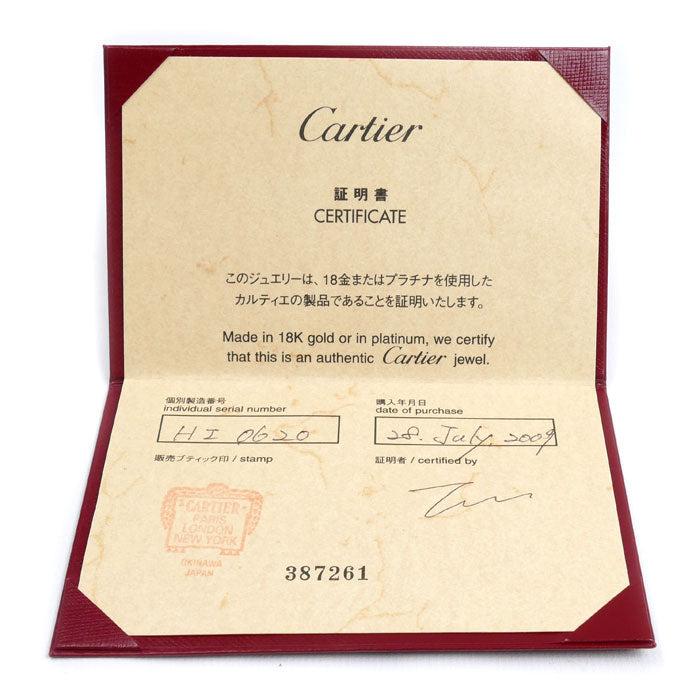 Cartier
証明書
CERTIFICATE
このジュエリーは、18金またはプラチナを使用した
カルティエの製品であることを証明いたします。
Made in 18K gold or in platinum, we certify
that this is an authentic Cartier jewel.
個別製造番号
individual serial number
HI 0620
購入年月日
date of purchase
28. July. 2009
販売ブティック印 / stamp
証明者 / certified by
CARTIER
PARIS
LONDON
NEW YORK
OKINAWA
JAPAN
387261